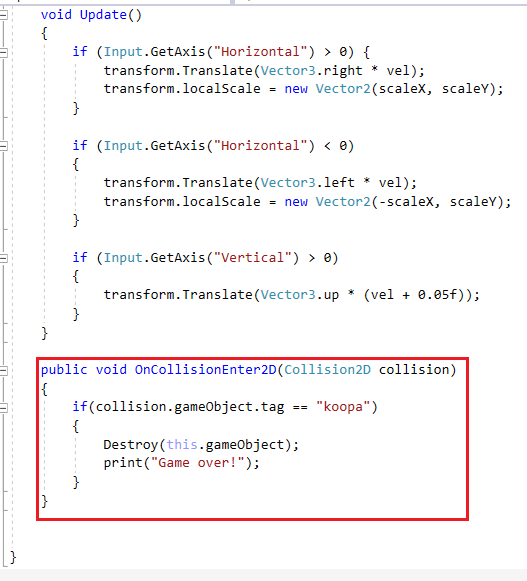 void Update()
{
if (Input.GetAxis("Horizontal") > 0) {
transform.Translate(Vector3.right * vel);
transform.localScale = new Vector2(scaleX, scaleY);
}
if (Input.GetAxis("Horizontal") < 0)
{
transform.Translate(Vector3.left * vel);
transform.localScale = new Vector2(-scaleX, scaleY);
}
if (Input.GetAxis("Vertical") > 0)
{
transform.Translate(Vector3.up * (vel + 0.05f));
}
}
public void OnCollisionEnter2D(Collision2D collision)
{
if(collision.gameObject.tag == "koopa")
{
Destroy(this.gameObject);
print("Game over!");
}
}
}